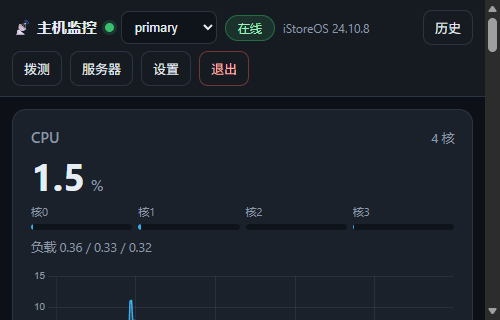 主机监控 primary 在线 iStoreOS 24.10.8 历史
拨测 服务器 设置 退出
CPU 4 核
1.5 %
核0 核1 核2 核3
负载 0.36 / 0.33 / 0.32
15
10